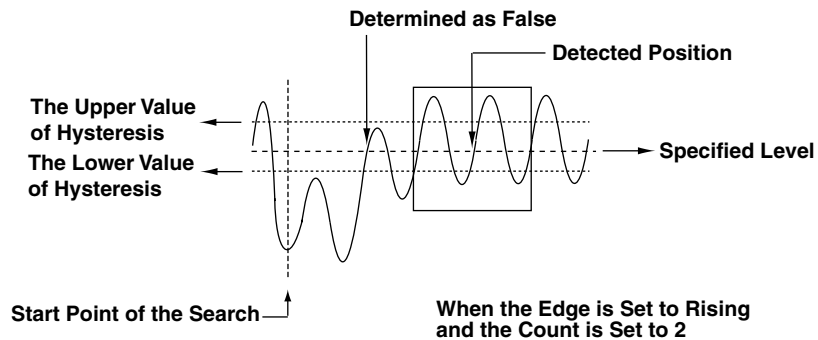 Determined as False
Detected Position
The Upper Value
of Hysteresis
The Lower Value
of Hysteresis
Specified Level
Start Point of the Search
When the Edge is Set to Rising
and the Count is Set to 2